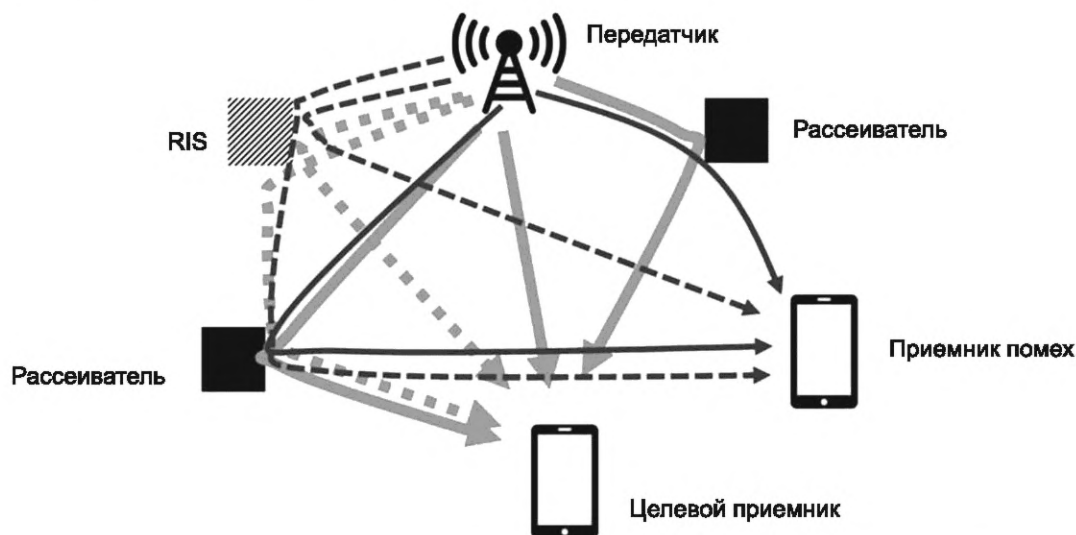 Передатчик
RIS
Рассеиватель
Рассеиватель
Приемник помех
Целевой приемник